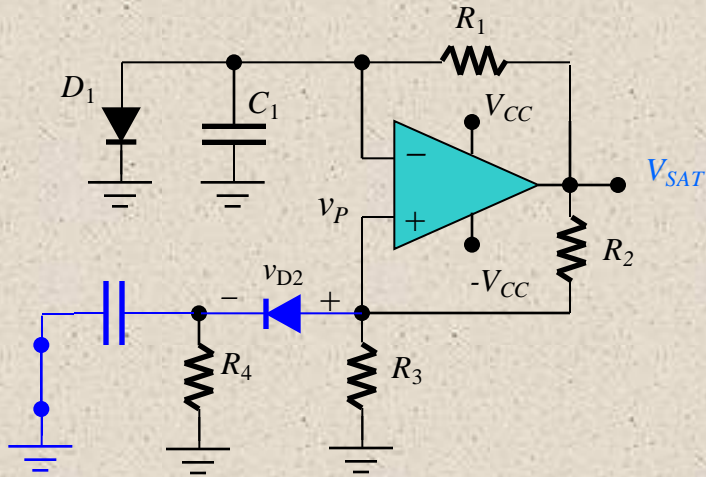 R1
D1
C1
VCC
−
VSAT
vP
+
R2
vD2
-VCC
− +
R4
R3